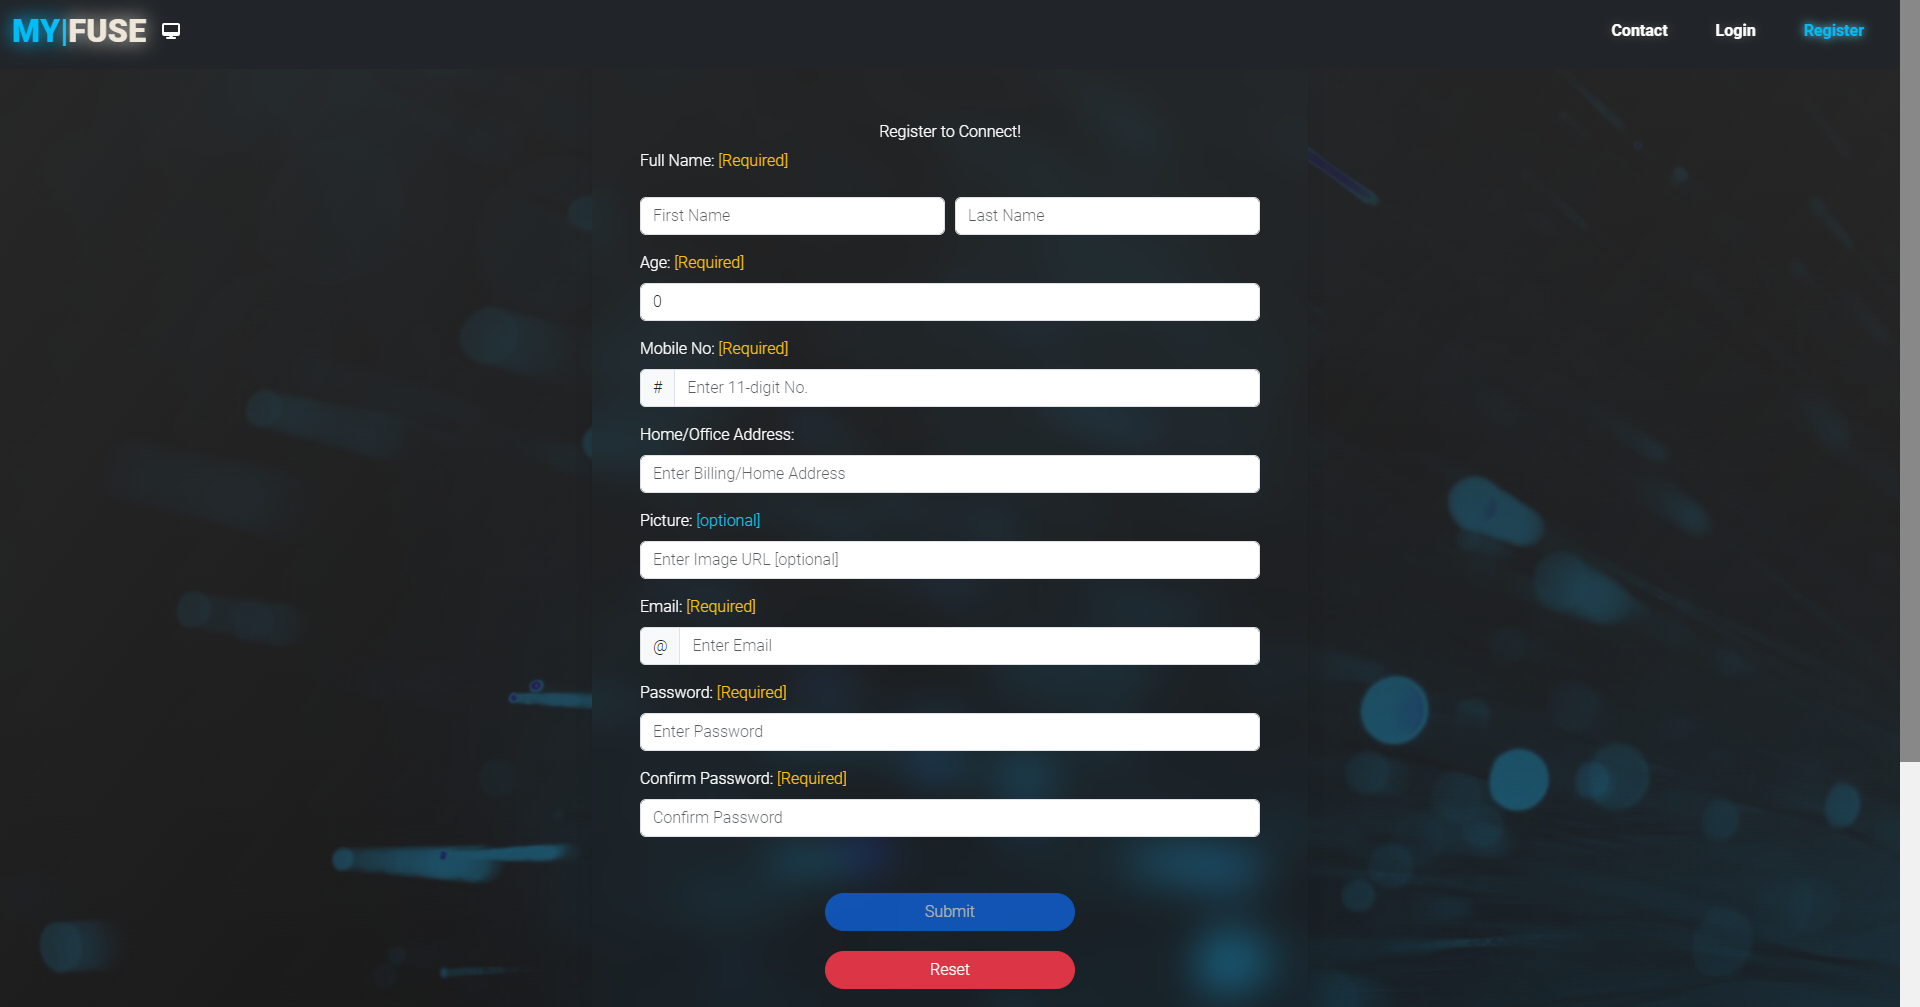 MY|FUSE
Contact Login Register
Register to Connect!
Full Name: [Required]
First Name Last Name
Age: [Required]
0
Mobile No: [Required]
# Enter 11-digit No.
Home/Office Address:
Enter Billing/Home Address
Picture: [optional]
Enter Image URL [optional]
Email: [Required]
@ Enter Email
Password: [Required]
Enter Password
Confirm Password: [Required]
Confirm Password
Submit
Reset